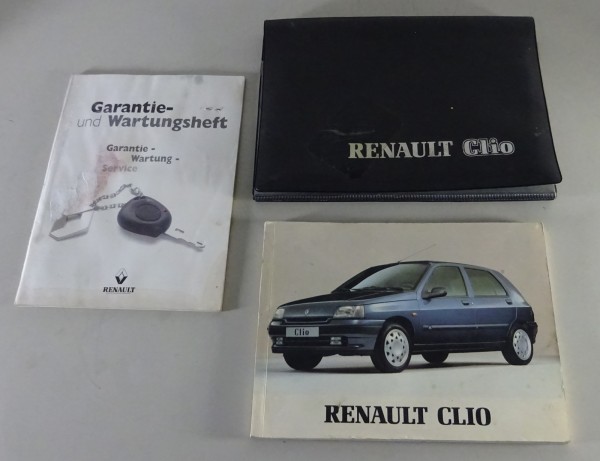 Garantie-
und Wartungsheft
Garantie -
Wartung -
Service
RENAULT
RENAULT Clio
Clio
RENAULT CLIO